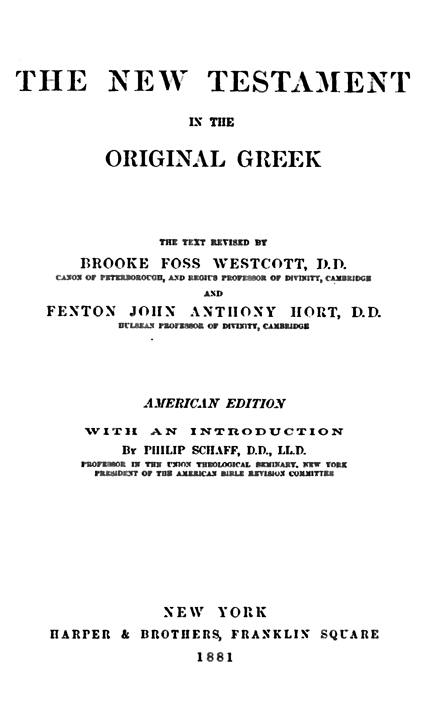 THE NEW TESTAMENT
IN THE
ORIGINAL GREEK
THE TEXT REVISED BY
BROOKE FOSS WESTCOTT, D.D.
CANON OF PETERBOROUGH, AND REGIUS PROFESSOR OF DIVINITY, CAMBRIDGE
AND
FENTON JOHN ANTHONY HORT, D.D.
HULSEAN PROFESSOR OF DIVINITY, CAMBRIDGE
AMERICAN EDITION
WITH AN INTRODUCTION
BY PHILIP SCHAFF, D.D., LL.D.
PROFESSOR IN THE UNION THEOLOGICAL SEMINARY, NEW YORK
PRESIDENT OF THE AMERICAN BIBLE REVISION COMMITTEE
NEW YORK
HARPER & BROTHERS, FRANKLIN SQUARE
1881